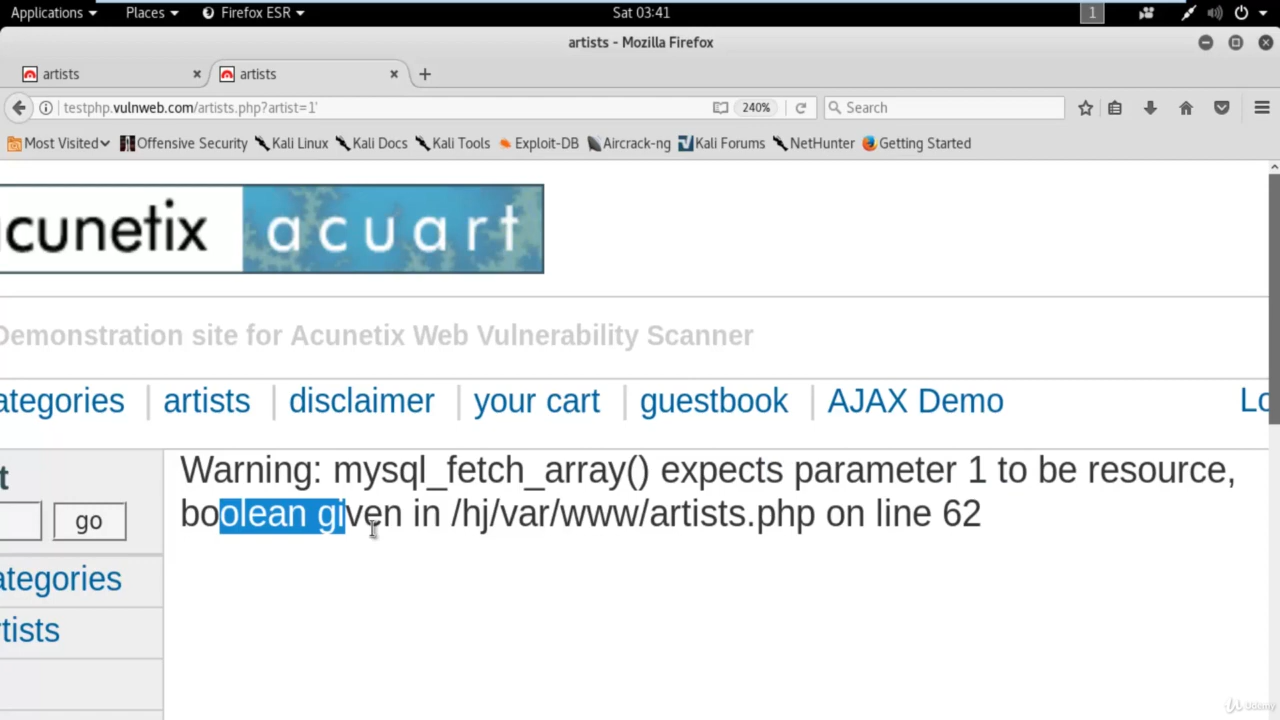 Applications Places Firefox ESR Sat 03:41 1
artists - Mozilla Firefox
artists artists
testphp.vulnweb.com/artists.php?artist=1' 240% Search
Most Visited Offensive Security Kali Linux Kali Docs Kali Tools Exploit-DB Aircrack-ng Kali Forums NetHunter Getting Started
cunetix acuart
Demonstration site for Acunetix Web Vulnerability Scanner
ategories artists disclaimer your cart guestbook AJAX Demo Lo
t
Warning: mysql_fetch_array() expects parameter 1 to be resource,
boolean given in /hj/var/www/artists.php on line 62
go
ategories
rtists
Udemy